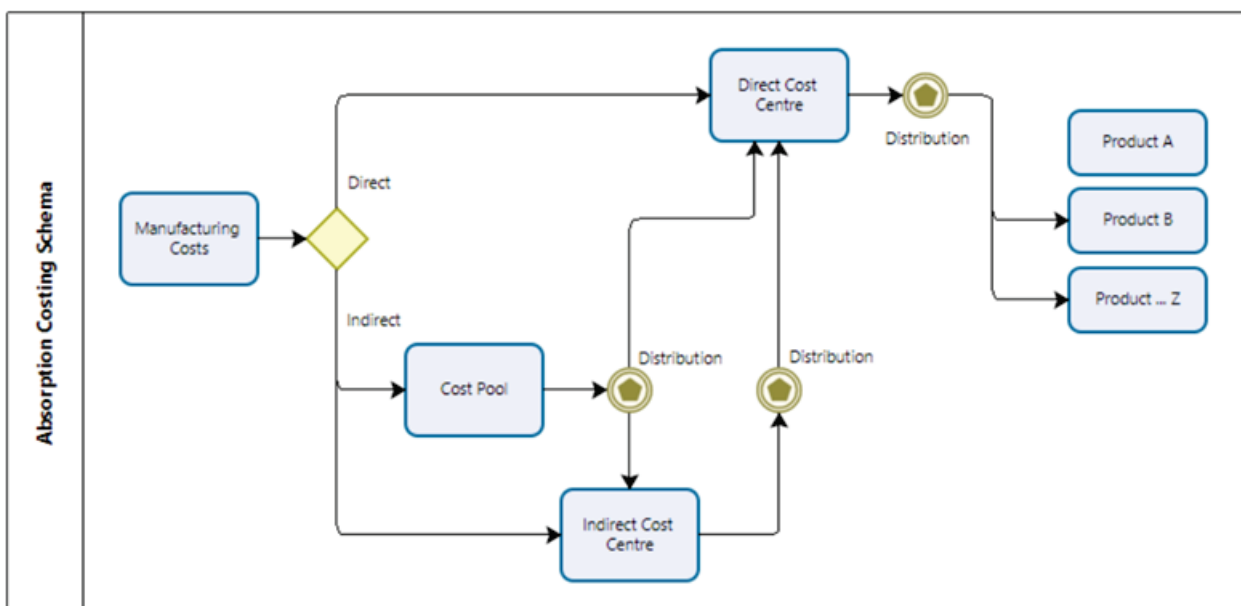 Absorption Costing Schema
Manufacturing
Costs
Direct
Indirect
Cost Pool
Distribution
Indirect Cost
Centre
Distribution
Direct Cost
Centre
Distribution
Product A
Product B
Product ... Z